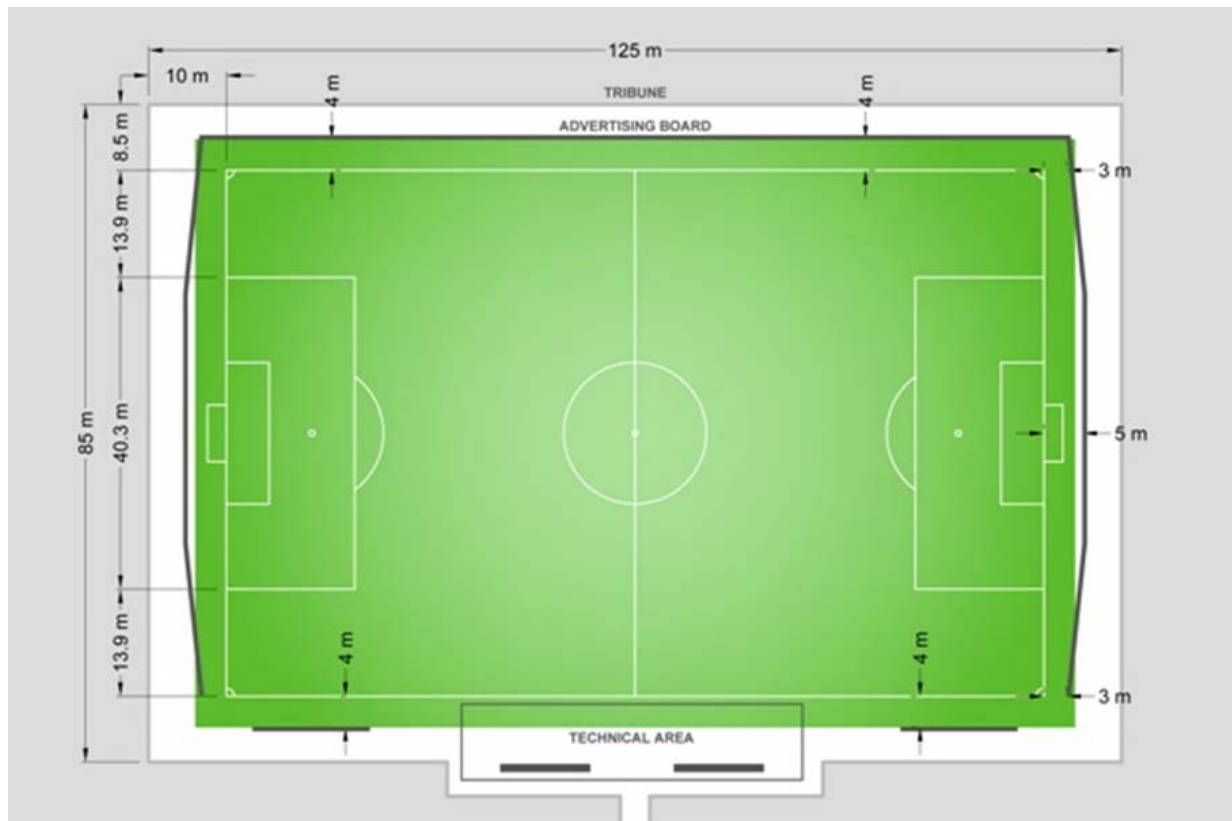 125 m
10 m
4 m
4 m
TRIBUNE
ADVERTISING BOARD
8.5 m
3 m
13.9 m
40.3 m
85 m
5 m
13.9 m
4 m
4 m
3 m
TECHNICAL AREA